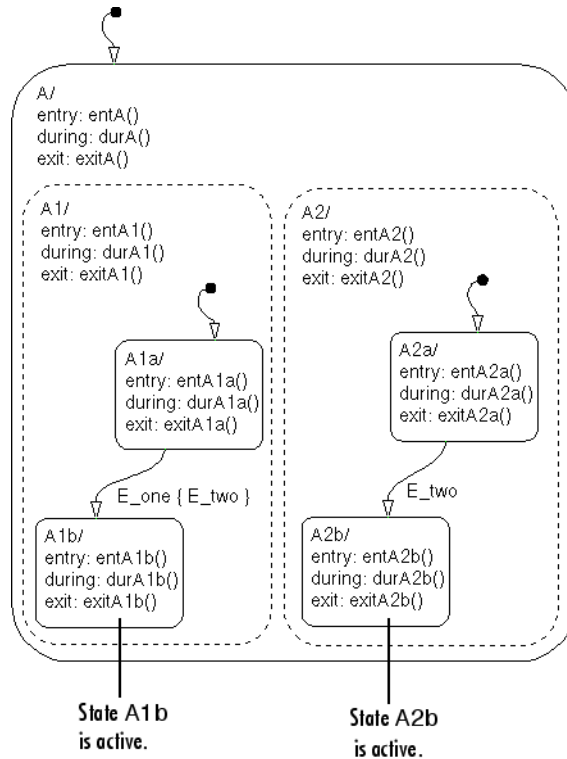 A/
entry: entA()
during: durA()
exit: exitA()
A1/
entry: entA1()
during: durA1()
exit: exitA1()
A1a/
entry: entA1a()
during: durA1a()
exit: exitA1a()
E_one { E_two }
A1b/
entry: entA1b()
during: durA1b()
exit: exitA1b()
A2/
entry: entA2()
during: durA2()
exit: exitA2()
A2a/
entry: entA2a()
during: durA2a()
exit: exitA2a()
E_two
A2b/
entry: entA2b()
during: durA2b()
exit: exitA2b()
State A1b
is active.
State A2b
is active.